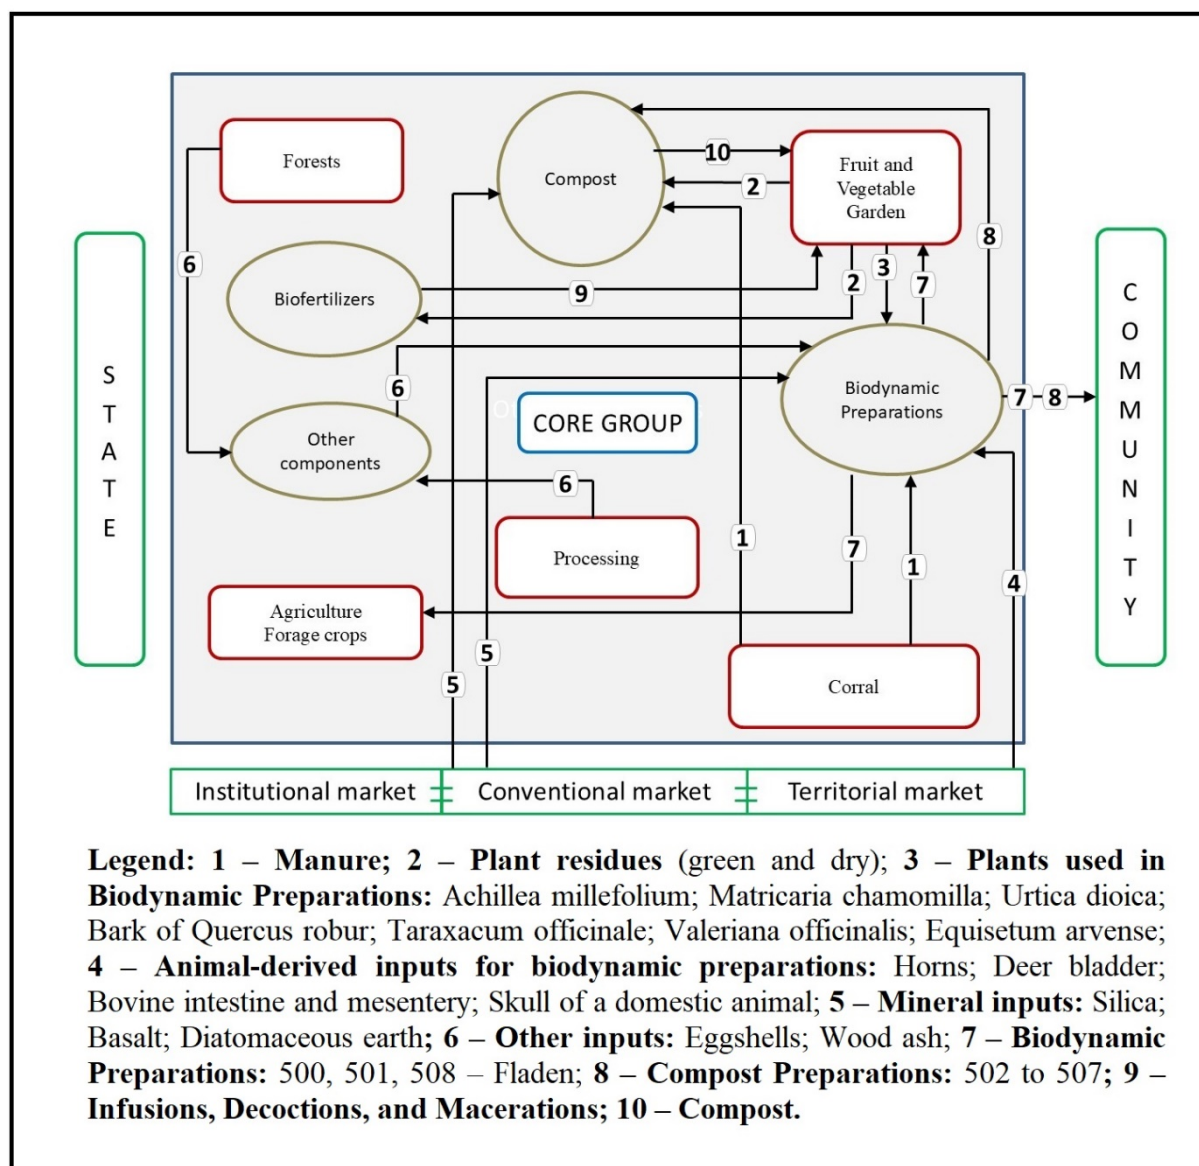 Forests
Compost
10
2
Fruit and
Vegetable
Garden
8
6
Biofertilizers
9
2
3
7
S
T
A
T
E
6
Other
components
CORE GROUP
Biodynamic
Preparations
7
8
C
O
M
M
U
N
I
T
Y
6
Processing
1
7
1
4
Agriculture
Forage crops
5
5
Corral
Institutional market
Conventional market
Territorial market
Legend: 1 – Manure; 2 – Plant residues (green and dry); 3 – Plants used in
Biodynamic Preparations: Achillea millefolium; Matricaria chamomilla; Urtica dioica;
Bark of Quercus robur; Taraxacum officinale; Valeriana officinalis; Equisetum arvense;
4 – Animal-derived inputs for biodynamic preparations: Horns; Deer bladder;
Bovine intestine and mesentery; Skull of a domestic animal; 5 – Mineral inputs: Silica;
Basalt; Diatomaceous earth; 6 – Other inputs: Eggshells; Wood ash; 7 – Biodynamic
Preparations: 500, 501, 508 – Fladen; 8 – Compost Preparations: 502 to 507; 9 –
Infusions, Decoctions, and Macerations; 10 – Compost.